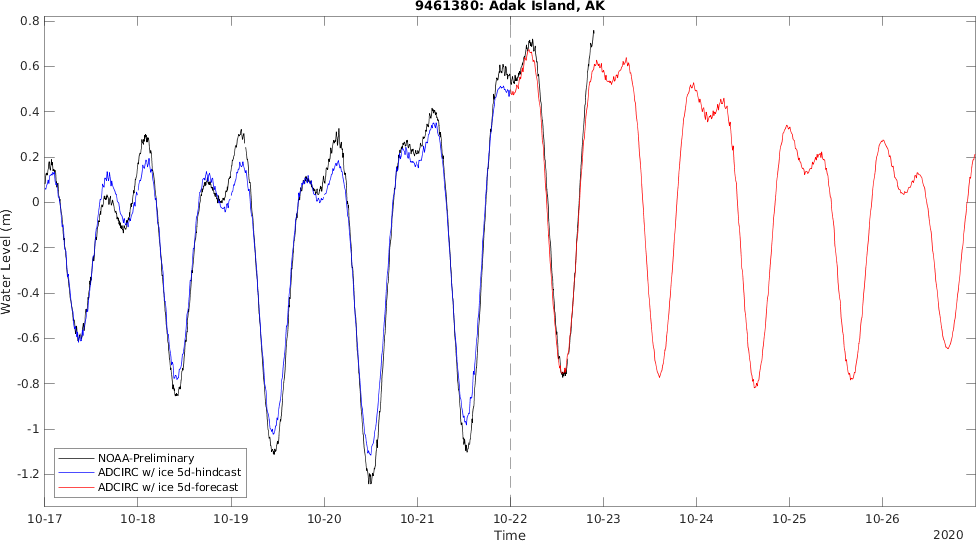 9461380: Adak Island, AK
0.8
0.6
0.4
0.2
0
-0.2
-0.4
-0.6
-0.8
-1
-1.2
Water Level (m)
NOAA-Preliminary
ADCIRC w/ ice 5d-hindcast
ADCIRC w/ ice 5d-forecast
10-17 10-18 10-19 10-20 10-21 10-22 10-23 10-24 10-25 10-26
Time
2020